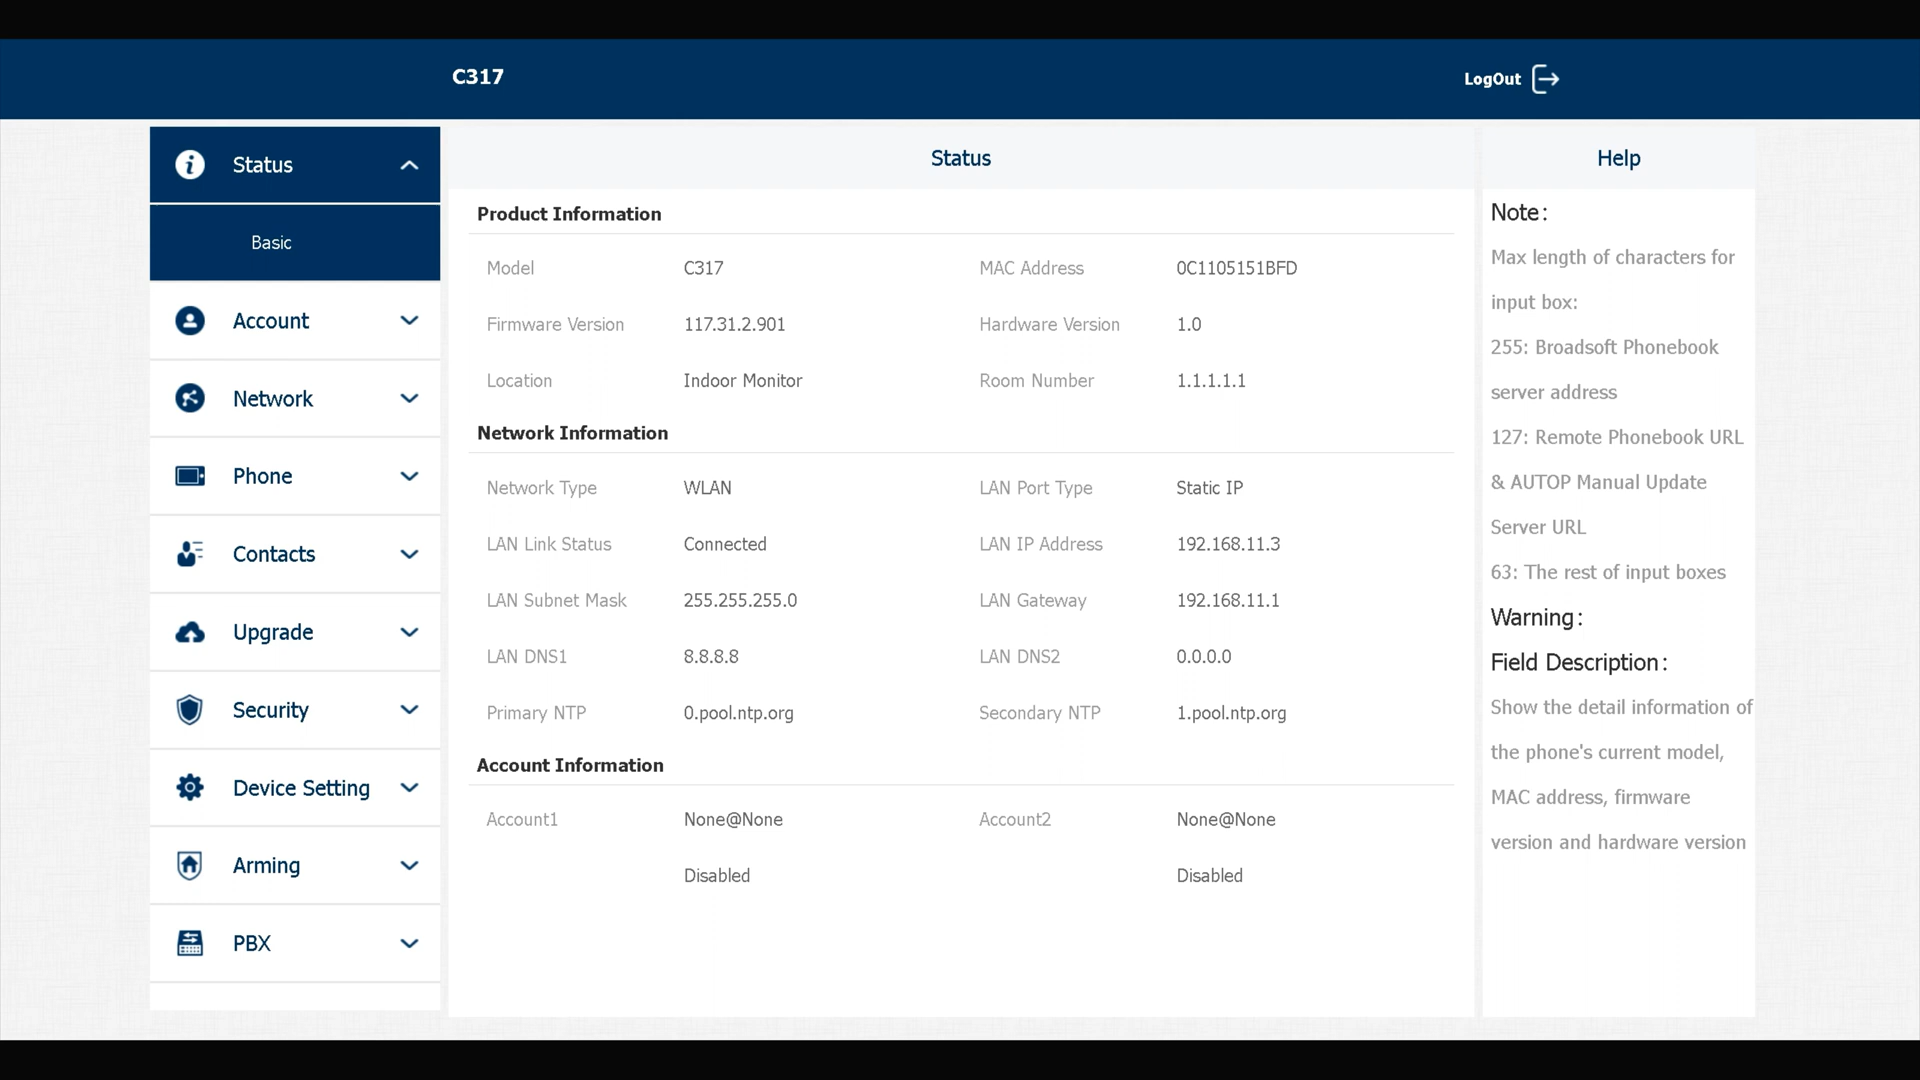 C317
LogOut
Status
Basic
Account
Network
Phone
Contacts
Upgrade
Security
Device Setting
Arming
PBX
Status
Product Information
Model C317 MAC Address 0C1105151BFD
Firmware Version 117.31.2.901 Hardware Version 1.0
Location Indoor Monitor Room Number 1.1.1.1.1
Network Information
Network Type WLAN LAN Port Type Static IP
LAN Link Status Connected LAN IP Address 192.168.11.3
LAN Subnet Mask 255.255.255.0 LAN Gateway 192.168.11.1
LAN DNS1 8.8.8.8 LAN DNS2 0.0.0.0
Primary NTP 0.pool.ntp.org Secondary NTP 1.pool.ntp.org
Account Information
Account1 None@None Account2 None@None
Disabled Disabled
Help
Note:
Max length of characters for
input box:
255: Broadsoft Phonebook
server address
127: Remote Phonebook URL
& AUTOP Manual Update
Server URL
63: The rest of input boxes
Warning:
Field Description:
Show the detail information of
the phone's current model,
MAC address, firmware
version and hardware version